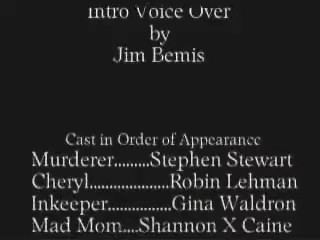 Intro Voice Over
by
Jim Bemis
Cast in Order of Appearance
Murderer.........Stephen Stewart
Cheryl....................Robin Lehman
Inkeeper................Gina Waldron
Mad Mom....Shannon X Caine